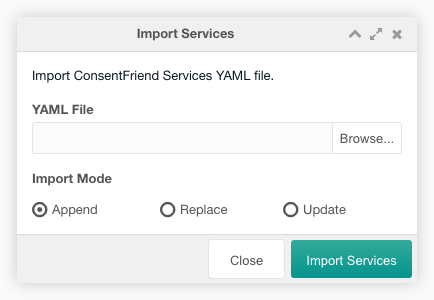 Import Services
Import ConsentFriend Services YAML file.
YAML File
Browse...
Import Mode
Append Replace Update
Close Import Services